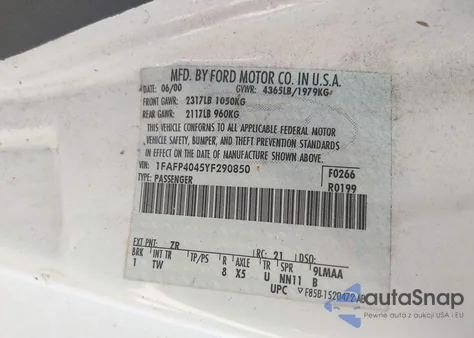 MFD. BY FORD MOTOR CO. IN U.S.A.
DATE: 06/00 GVWR: 4365LB/1979KG
FRONT GAWR: 2317LB 1050KG
REAR GAWR: 2117LB 960KG
THIS VEHICLE CONFORMS TO ALL APPLICABLE FEDERAL MOTOR
VEHICLE SAFETY, BUMPER, AND THEFT PREVENTION STANDARDS
IN EFFECT ON THE DATE OF MANUFACTURE SHOWN ABOVE.
VIN: 1FAFP4045YF290850 F0266
TYPE: PASSENGER R0199
EXT PNT: ZR RC: 21 DSO:
BRK INT TR TP/PS R AXLE TR SPR 9LMAA
1 TW 8 X5 U NN11 B
UPC
autaSnap
Pewne auta z aukcji USA i EU